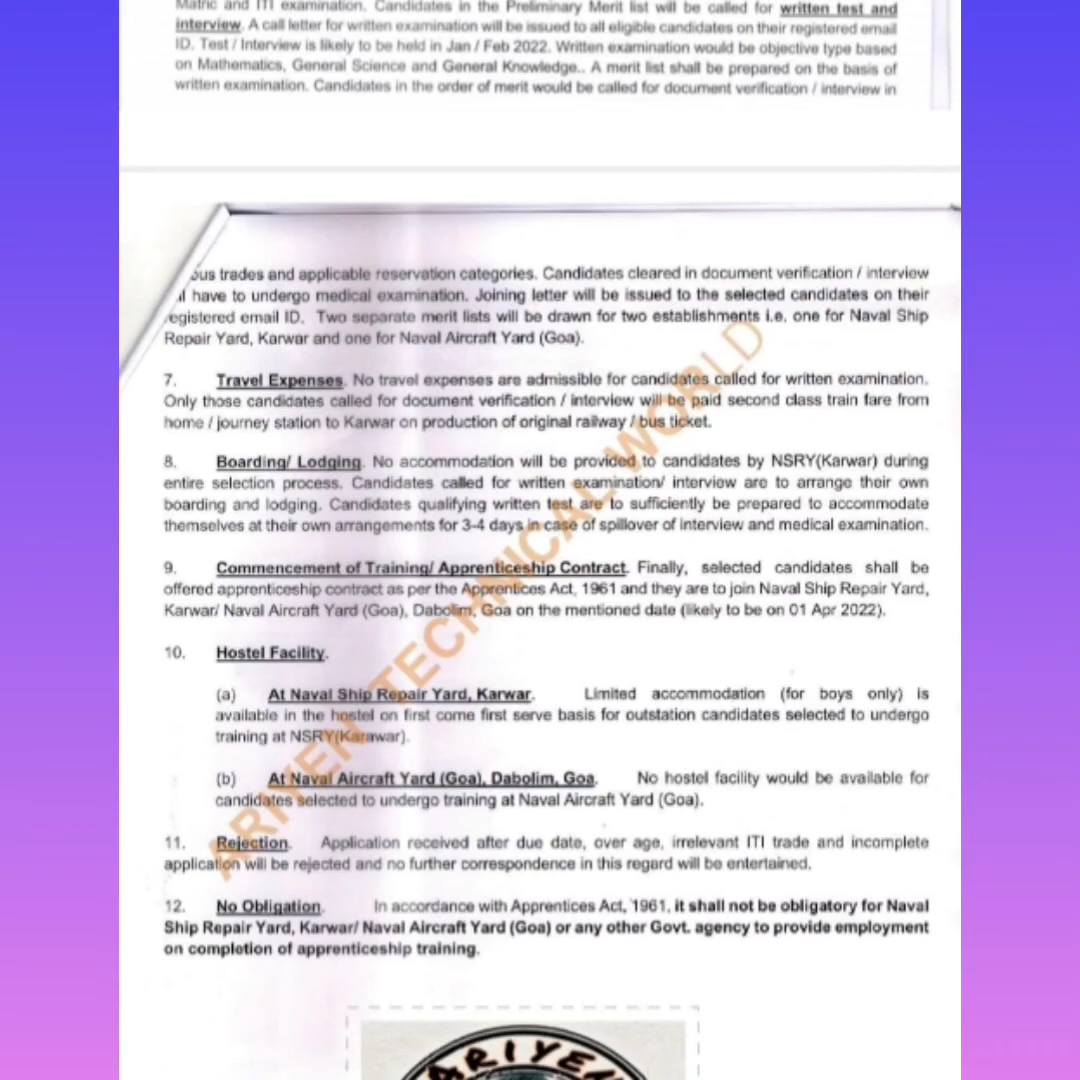 Matric and ITI examination. Candidates in the Preliminary Merit list will be called for written test and
interview. A call letter for written examination will be issued to all eligible candidates on their registered email
ID. Test / Interview is likely to be held in Jan / Feb 2022. Written examination would be objective type based
on Mathematics, General Science and General Knowledge.. A merit list shall be prepared on the basis of
written examination. Candidates in the order of merit would be called for document verification / interview in
ous trades and applicable reservation categories. Candidates cleared in document verification / interview
l have to undergo medical examination. Joining letter will be issued to the selected candidates on their
egistered email ID. Two separate merit lists will be drawn for two establishments i.e. one for Naval Ship
Repair Yard, Karwar and one for Naval Aircraft Yard (Goa).
7. Travel Expenses. No travel expenses are admissible for candidates called for written examination.
Only those candidates called for document verification / interview will be paid second class train fare from
home / journey station to Karwar on production of original railway / bus ticket.
8. Boarding/ Lodging. No accommodation will be provided to candidates by NSRY(Karwar) during
entire selection process. Candidates called for written examination/ interview are to arrange their own
boarding and lodging. Candidates qualifying written test are to sufficiently be prepared to accommodate
themselves at their own arrangements for 3-4 days in case of spillover of interview and medical examination.
9. Commencement of Training/ Apprenticeship Contract. Finally, selected candidates shall be
offered apprenticeship contract as per the Apprentices Act, 1961 and they are to join Naval Ship Repair Yard,
Karwar/ Naval Aircraft Yard (Goa), Dabolim, Goa on the mentioned date (likely to be on 01 Apr 2022).
10. Hostel Facility.
(a) At Naval Ship Repair Yard, Karwar. Limited accommodation (for boys only) is
available in the hostel on first come first serve basis for outstation candidates selected to undergo
training at NSRY(Karawar).
(b) At Naval Aircraft Yard (Goa), Dabolim, Goa. No hostel facility would be available for
candidates selected to undergo training at Naval Aircraft Yard (Goa).
11. Rejection. Application received after due date, over age, irrelevant ITI trade and incomplete
application will be rejected and no further correspondence in this regard will be entertained.
12. No Obligation. In accordance with Apprentices Act, 1961, it shall not be obligatory for Naval
Ship Repair Yard, Karwar/ Naval Aircraft Yard (Goa) or any other Govt. agency to provide employment
on completion of apprenticeship training.
ARIYEN TECHNICAL WORLD
ARIYEN